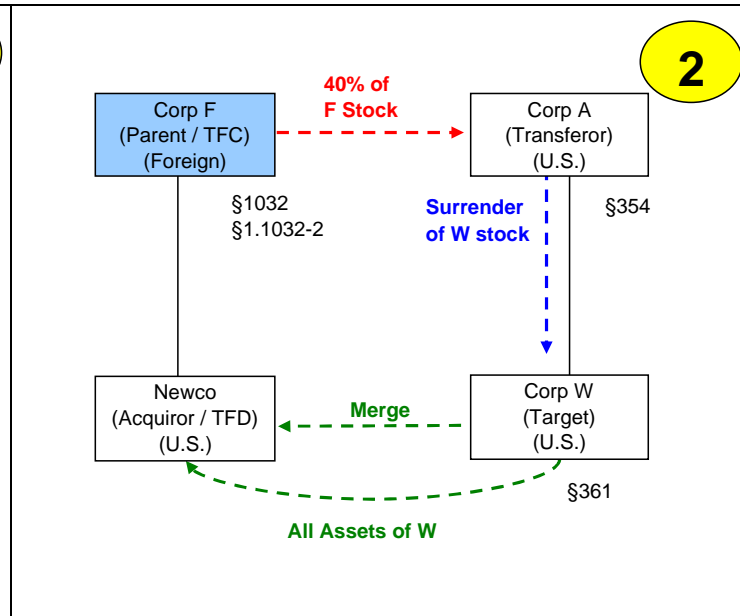 2
40% of
F Stock
Corp F
(Parent / TFC)
(Foreign)
Corp A
(Transferor)
(U.S.)
§1032
§1.1032-2
Surrender
of W stock
§354
Newco
(Acquiror / TFD)
(U.S.)
Merge
Corp W
(Target)
(U.S.)
§361
All Assets of W